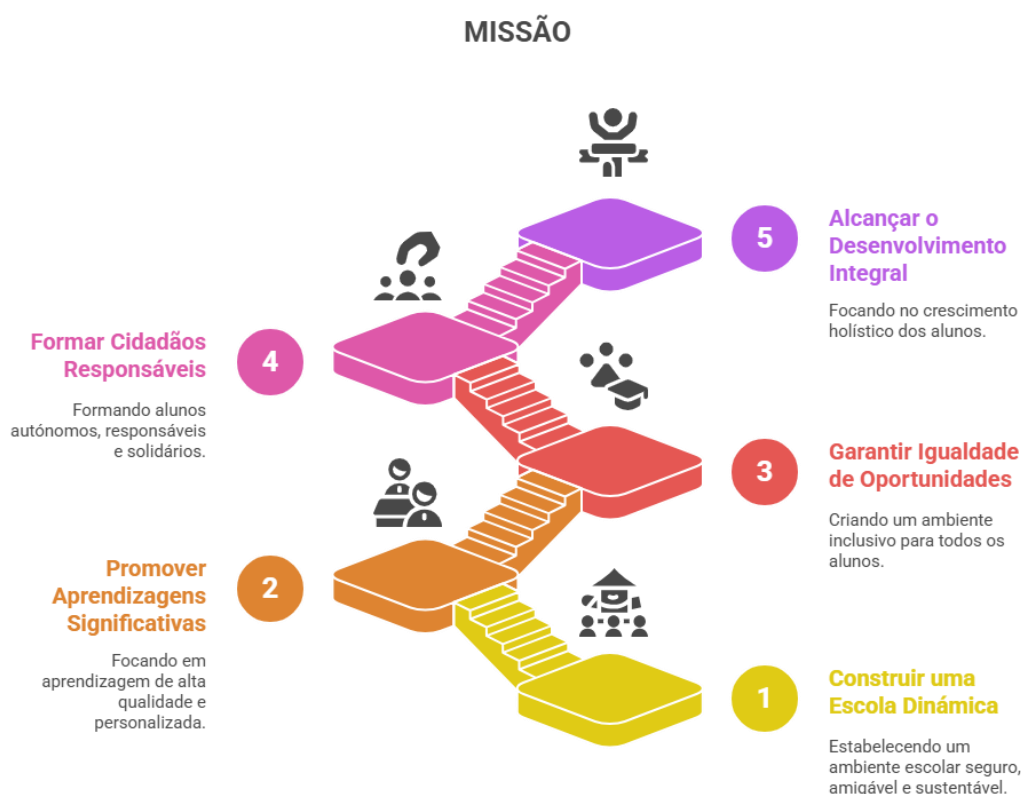 MISSÃO
5
Alcançar o
Desenvolvimento
Integral
Focando no crescimento
holístico dos alunos.
Formar Cidadãos
Responsáveis
4
Formando alunos
autónomos, responsáveis
e solidários.
3
Garantir Igualdade
de Oportunidades
Criando um ambiente
inclusivo para todos os
alunos.
Promover
Aprendizagens
Significativas
2
Focando em
aprendizagem de alta
qualidade e
personalizada.
1
Construir uma
Escola Dinámica
Estabelecendo um
ambiente escolar seguro,
amigável e sustentável.